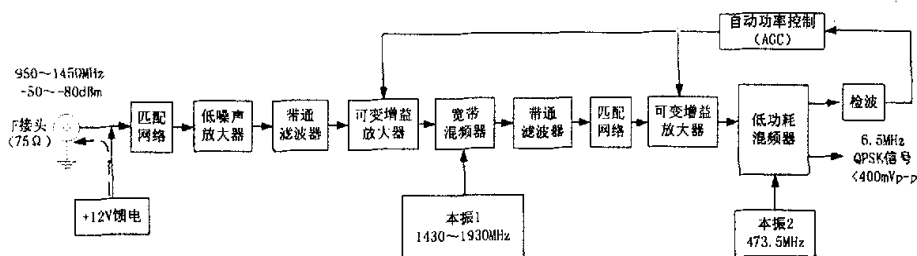 自动功率控制
(AGC)
950～1450MHz
-50～-80dBm
F接头
(75Ω)
匹配
网络
低噪声
放大器
带通
滤波器
可变增益
放大器
宽带
混频器
带通
滤波器
匹配
网络
可变增益
放大器
低功耗
混频器
检波
6.5MHz
QPSK信号
<400mVp-p
+12V馈电
本振1
1430～1930MHz
本振2
473.5MHz